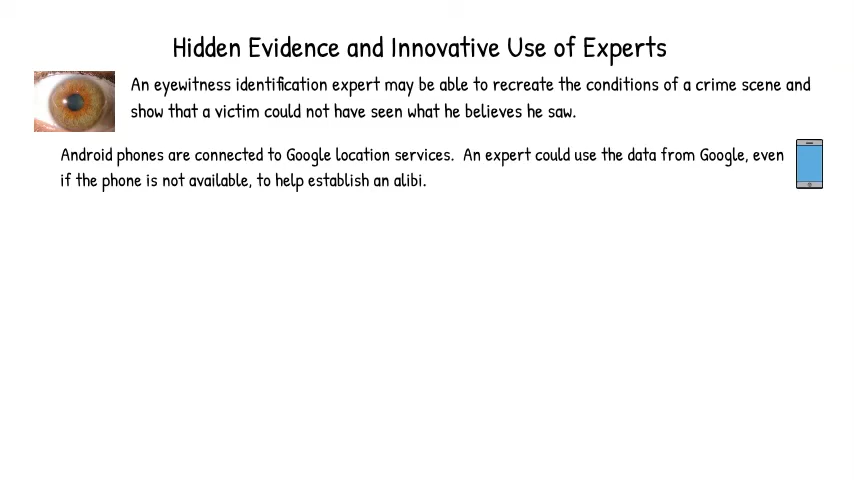 Hidden Evidence and Innovative Use of Experts
An eyewitness identification expert may be able to recreate the conditions of a crime scene and
show that a victim could not have seen what he believes he saw.
Android phones are connected to Google location services.  An expert could use the data from Google, even
if the phone is not available, to help establish an alibi.